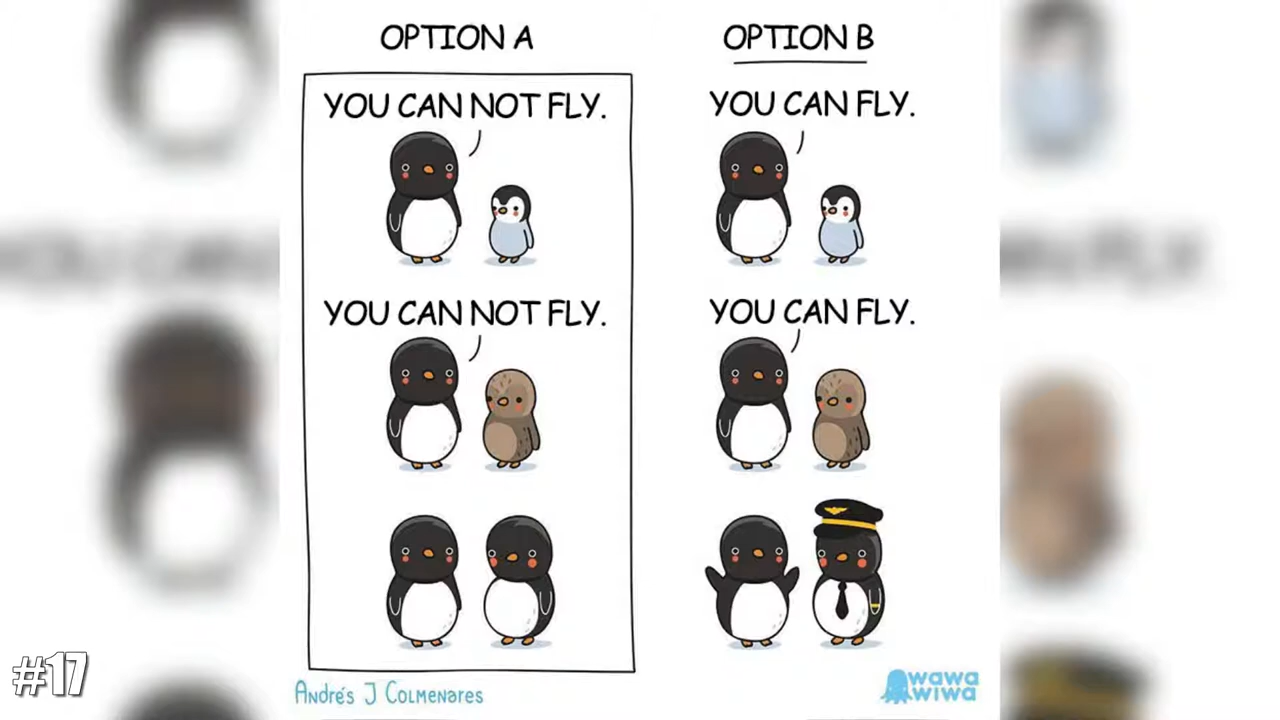 OPTION A
YOU CAN NOT FLY.
YOU CAN NOT FLY.
OPTION B
YOU CAN FLY.
YOU CAN FLY.
#17
ANDRÉS J COLMENARES
wawa
wiwa